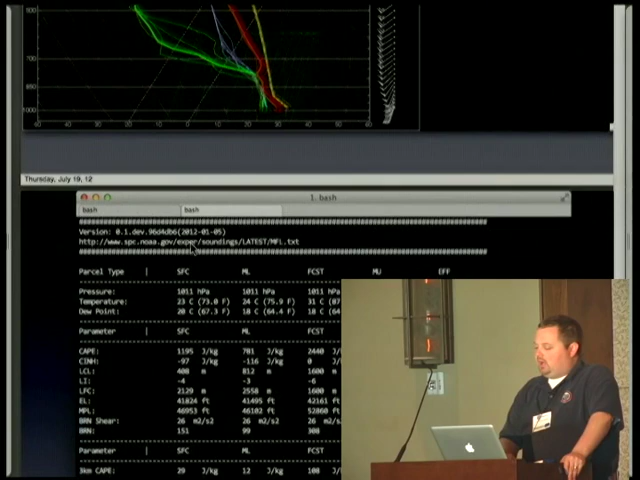 1000
Thursday, July 19, 12
1. bash
bash bash
Version: 0.1.dev.96d4db6(2012-01-05)
http://www.spc.noaa.gov/exper/soundings/LATEST/MFL.txt
Parcel Type | SFC ML FCST MU EFF
Pressure: 1011 hPa 1011 hPa 1011 hPa
Temperature: 23 C (73.0 F) 24 C (75.9 F) 31 C (87
Dew Point: 20 C (67.3 F) 18 C (64.4 F) 18 C (64
Parameter | SFC ML FCST
CAPE: 1195 J/kg 781 J/kg 2440 J/
CINH: -97 J/kg -116 J/kg 0 J/
LCL: 408 m 812 m 1600 m
LI: -4 -3 -6
LFC: 2129 m 2558 m 1600 m
EL: 41824 ft 41495 ft 42161 ft
MPL: 46953 ft 46102 ft 52860 ft
BRN Shear: 26 m2/s2 26 m2/s2 26 m2/s2
BRN: 151 99 308
Parameter | SFC ML FCST
3km CAPE: 29 J/kg 12 J/kg 108 J/